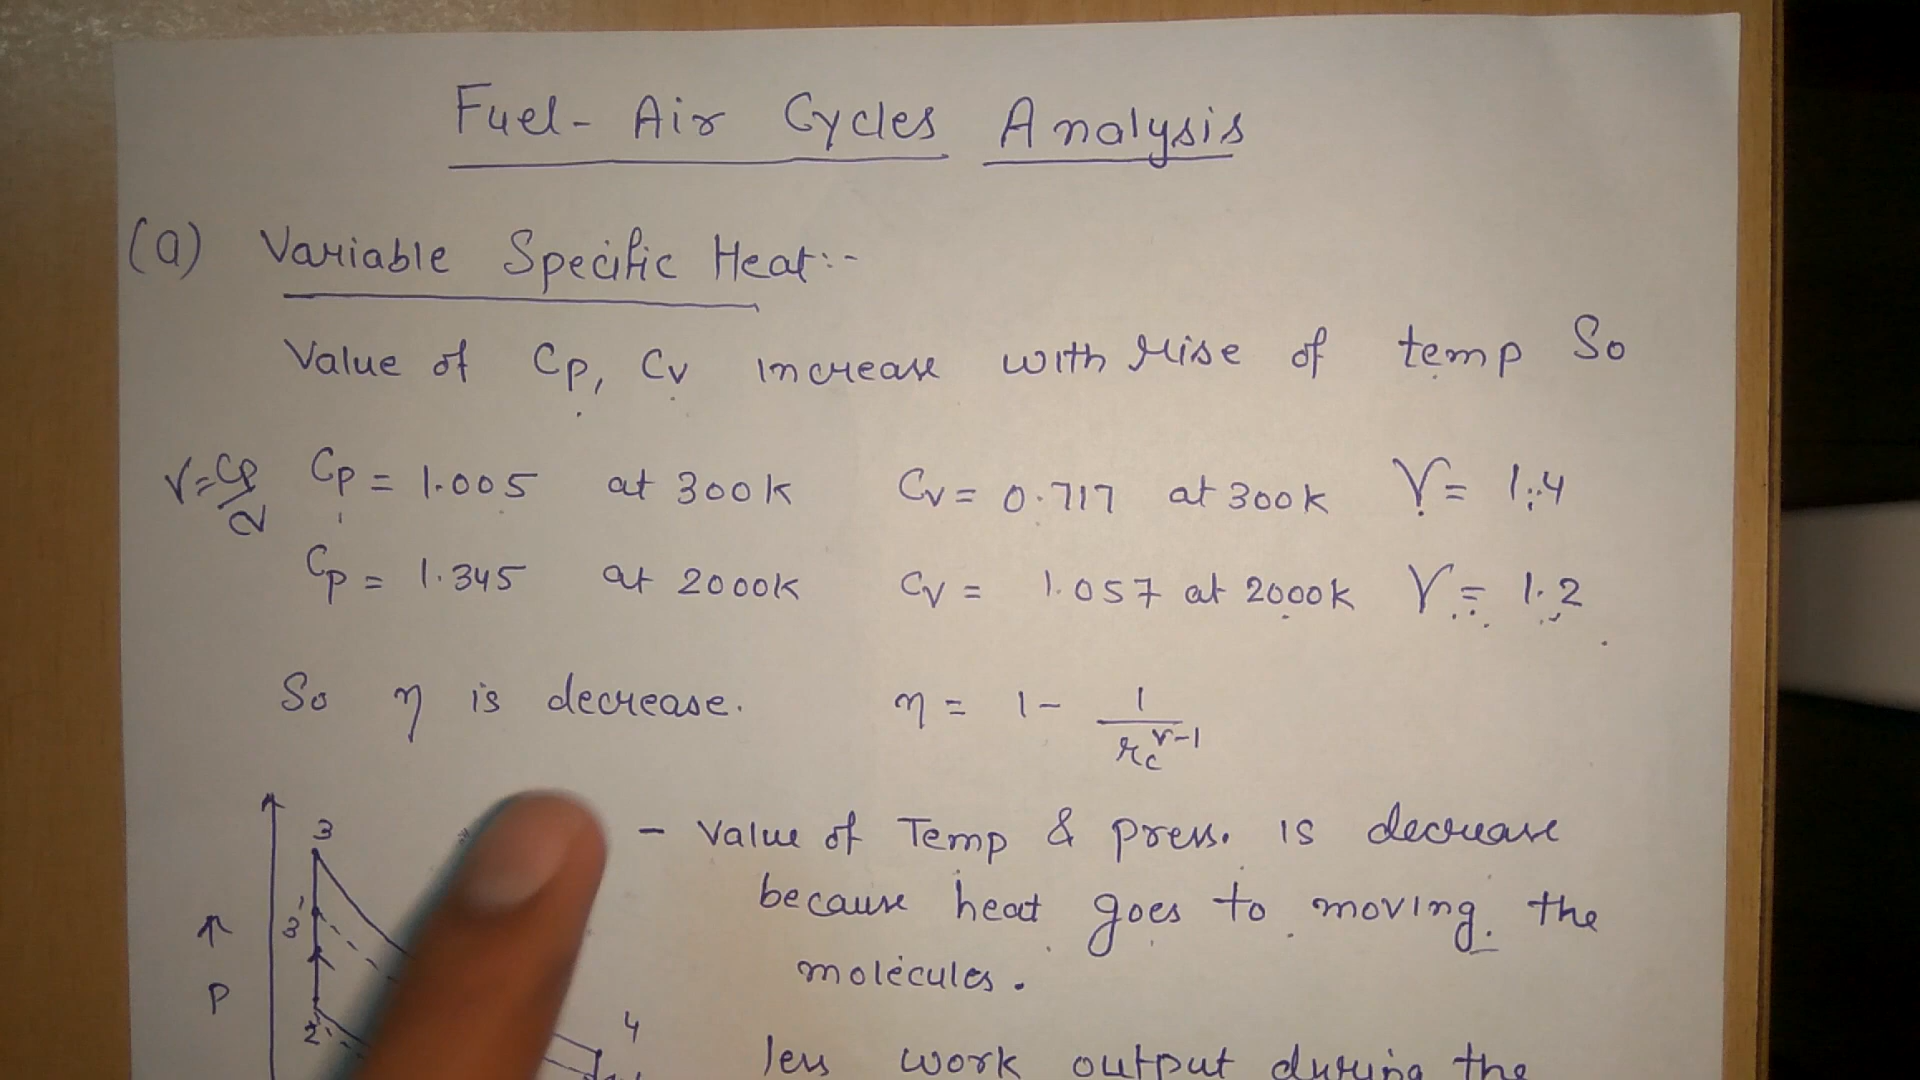 Fuel-Air Cycles Analysis
(a) Variable Specific Heat:-
Value of Cp, Cv increase with rise of temp So
γ=Cp/Cv Cp = 1.005 at 300K Cv = 0.717 at 300K γ = 1.4
Cp = 1.345 at 2000K Cv = 1.057 at 2000K γ = 1.2
So η is decrease. η = 1 - 1/rc^γ-1
3
- Value of Temp & press. is decrease
because heat goes to moving the
3'
molecules.
P
2
4
less work output during the